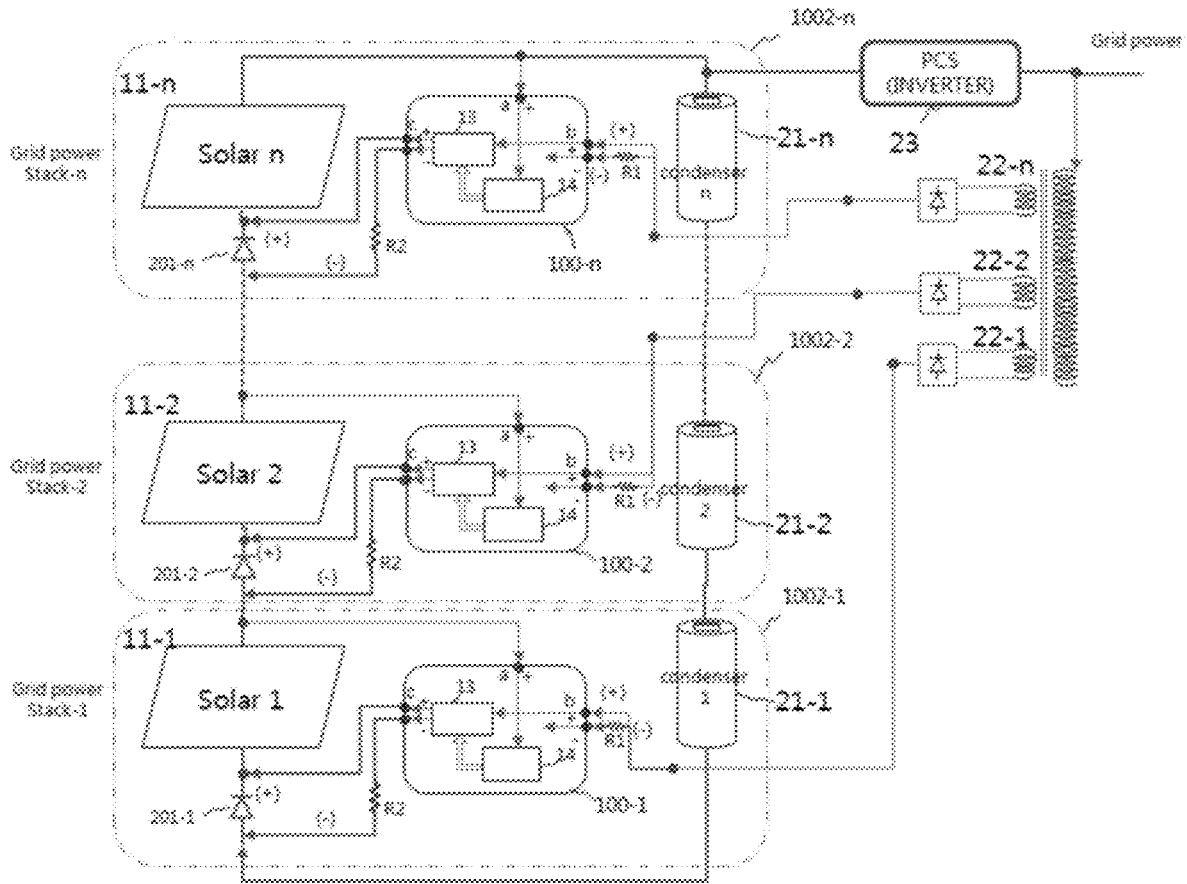 1002-n
Grid power
PCS
(INVERTER)
23
11-n
Solar n
Grid power
Stack-n
201-n
(+)
(-)
R2
c
13
14
a
+
b
(+)
(-)
R1
100-n
condenser
n
21-n
22-n
22-2
22-1
1002-2
11-2
Solar 2
Grid power
Stack-2
201-2
(+)
(-)
R2
c
13
14
a
+
b
(+)
(-)
R1
100-2
condenser
2
21-2
1002-1
11-1
Solar 1
Grid power
Stack-1
201-1
(+)
(-)
R2
c
13
14
a
+
b
(+)
(-)
R1
100-1
condenser
1
21-1